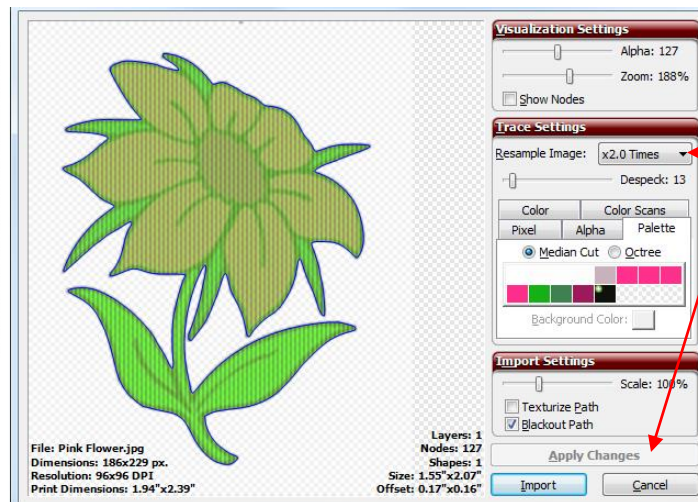 Visualization Settings
Alpha: 127
Zoom: 188%
Show Nodes
Trace Settings
Resample Image: x2.0 Times
Despeck: 13
Color Color Scans
Pixel Alpha Palette
Median Cut Octree
Background Color:
Import Settings
Scale: 100%
Texturize Path
Blackout Path
Apply Changes
Import Cancel
File: Pink Flower.jpg
Dimensions: 186x229 px.
Resolution: 96x96 DPI
Print Dimensions: 1.94"x2.39"
Layers: 1
Nodes: 127
Shapes: 1
Size: 1.55"x2.07"
Offset: 0.17"x0.16"